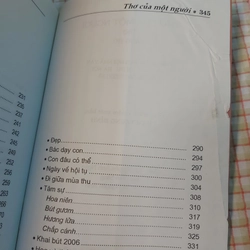 Thơ của một người ● 345
● Đẹp 290
● Bác dạy con 294
● Con đâu có thể 297
● Ngày về hội tụ 300
● Đi giữa mùa thu 304
● Tâm sự 308
Hoa niên 310
Bút gươm 317
Hương lửa 319
Chắp cánh 325
● Khai bút 2006 331